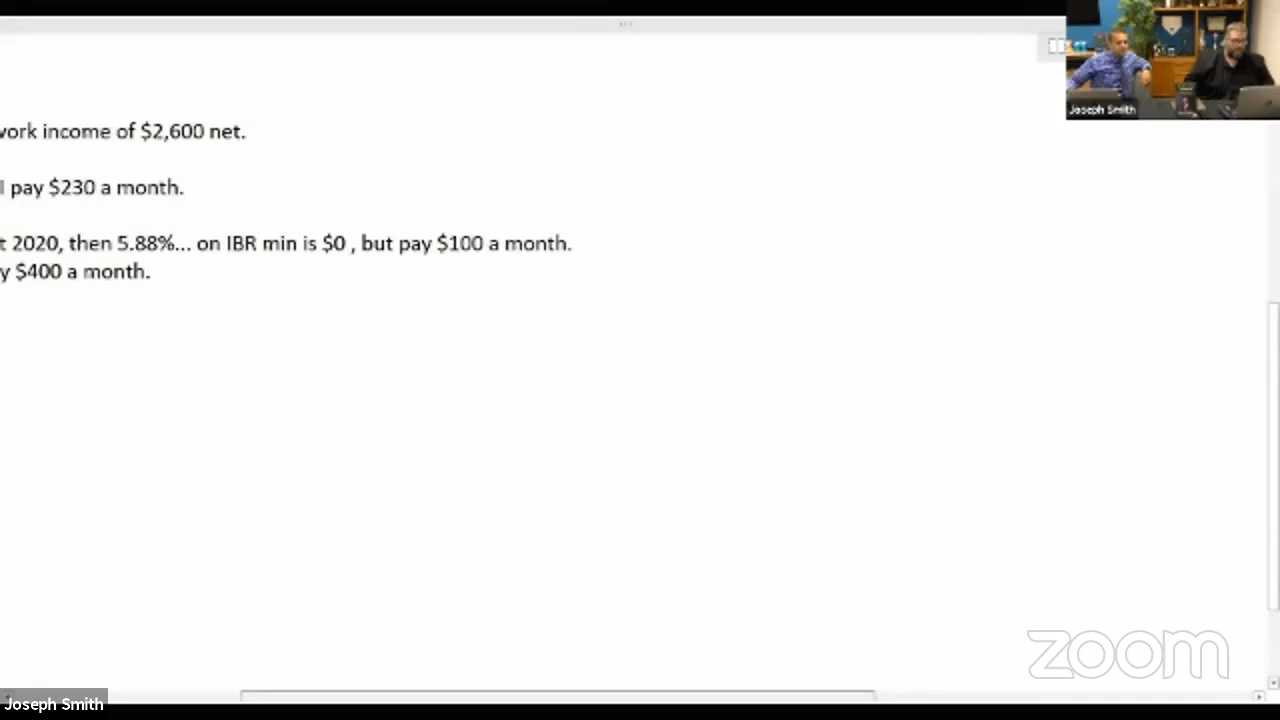 Joseph Smith
work income of $2,600 net.
I pay $230 a month.
t 2020, then 5.88%... on IBR min is $0 , but pay $100 a month.
y $400 a month.
zoom
Joseph Smith